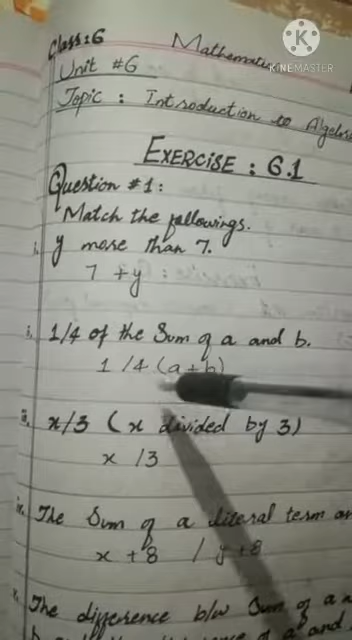 Class:6 Mathematics
KINEMASTER
Unit #6
Topic : Introduction to Algebra
EXERCISE : 6.1
Question #1:
Match the followings.
i. y more than 7.
7 + y
i. 1/4 of the Sum of a and b.
1 /4 (a + b)
x/3 (x divided by 3)
x /3
iv. The Sum of a literal term
x + 8 / y + 8
The difference b/w Sum of a